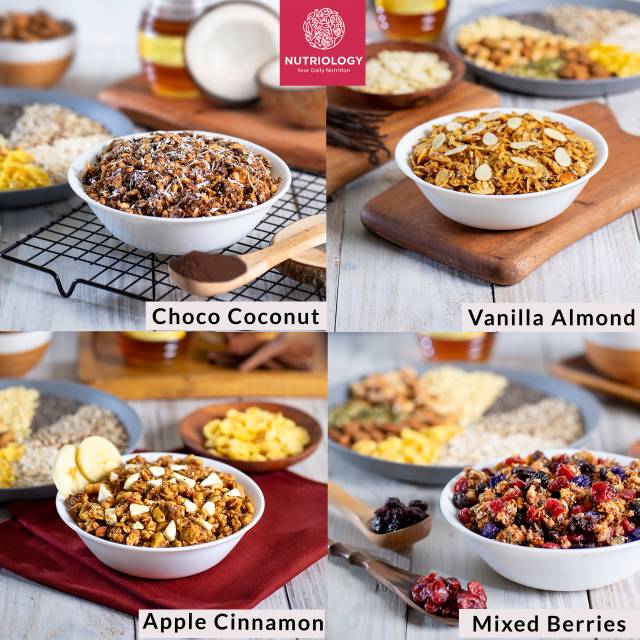 NUTRIOLOGY
Your Daily Nutrition
Choco Coconut
Vanilla Almond
Apple Cinnamon
Mixed Berries